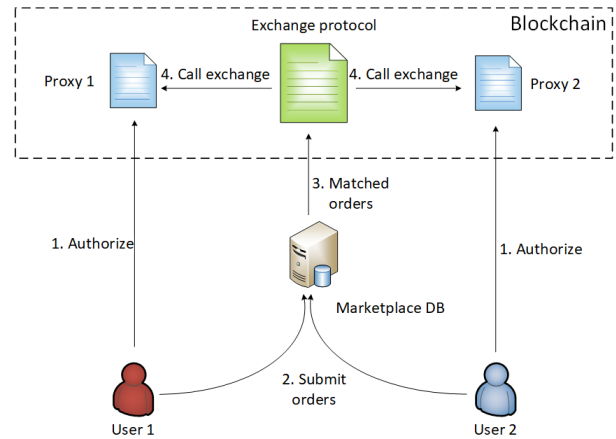 Blockchain
Exchange protocol
Proxy 1
4. Call exchange
4. Call exchange
Proxy 2
3. Matched
orders
1. Authorize
1. Authorize
Marketplace DB
2. Submit
orders
User 1
User 2